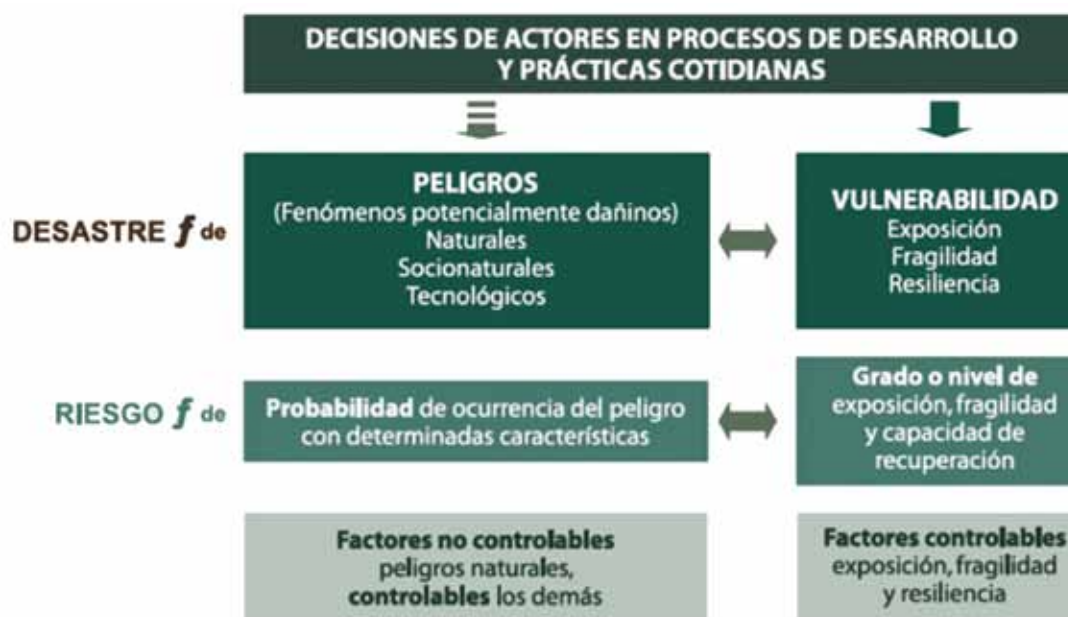 DECISIONES DE ACTORES EN PROCESOS DE DESARROLLO
Y PRÁCTICAS COTIDIANAS
DESASTRE ƒ de
PELIGROS
(Fenómenos potencialmente dañinos)
Naturales
Socionaturales
Tecnológicos
VULNERABILIDAD
Exposición
Fragilidad
Resiliencia
RIESGO ƒ de
Probabilidad de ocurrencia del peligro
con determinadas características
Grado o nivel de
exposición, fragilidad
y capacidad de
recuperación
Factores no controlables
peligros naturales,
controlables los demás
Factores controlables
exposición, fragilidad
y resiliencia